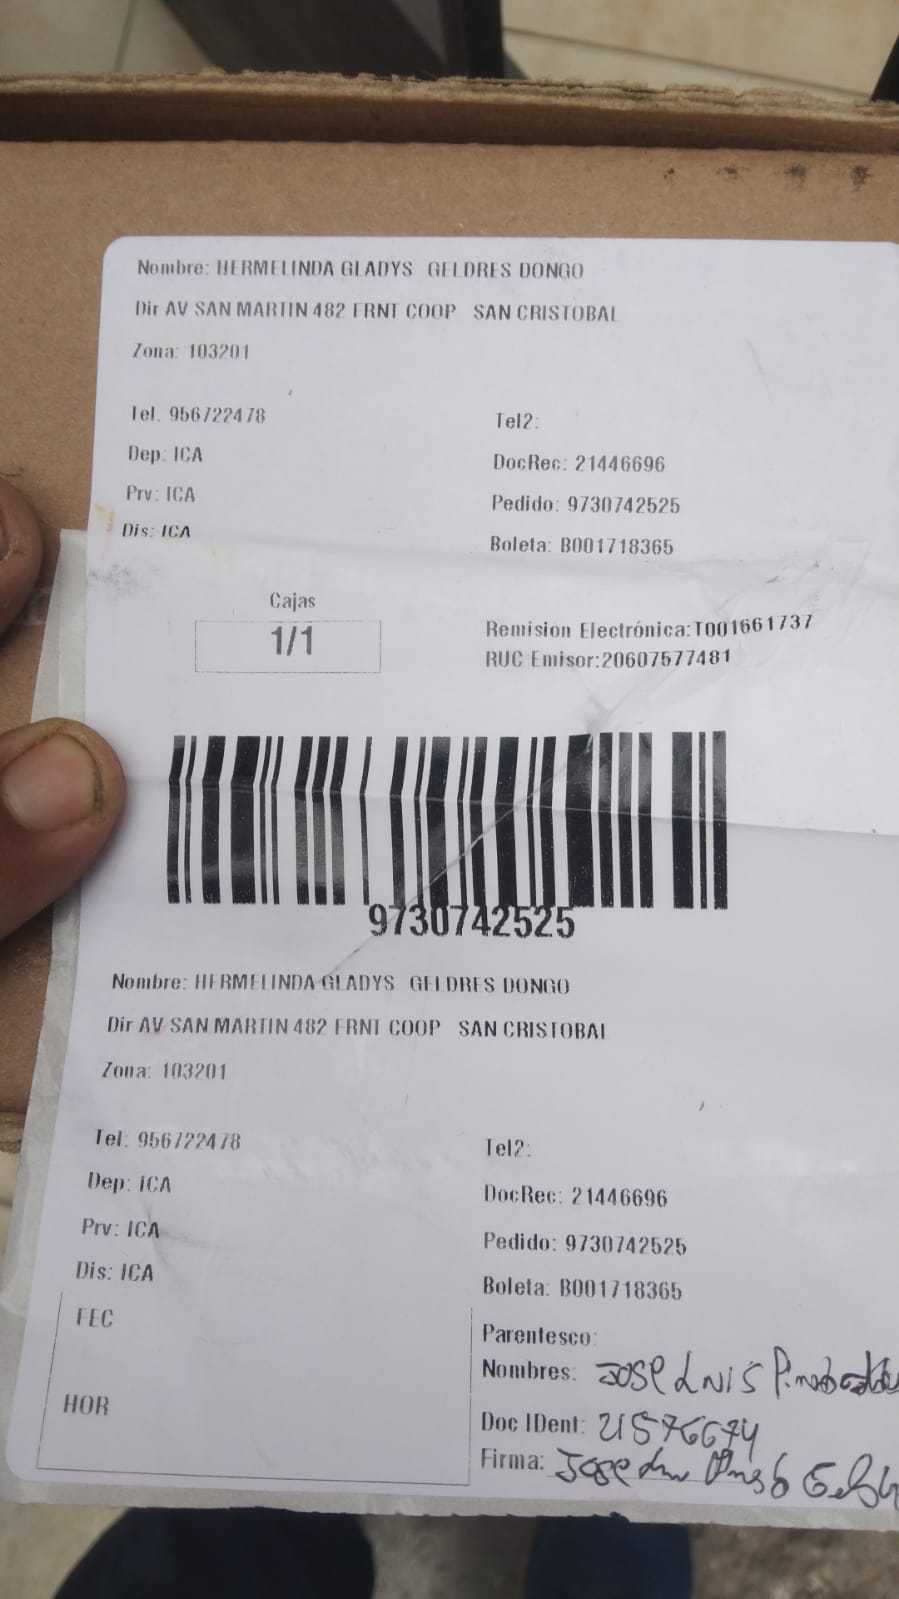 Nombre: HERMELINDA GLADYS GELDRES DONGO
Dir AV SAN MARTIN 482 FRNT COOP SAN CRISTOBAL
Zona: 103201
Tel. 956722478
Tel2:
Dep: ICA
DocRec: 21446696
Prv: ICA
Pedido: 9730742525
Dis: ICA
Boleta: B001718365
Cajas
1/1
Remision Electrónica:T001661737
RUC Emisor:20607577481
9730742525
Nombre: HERMELINDA GLADYS GELDRES DONGO
Dir AV SAN MARTIN 482 FRNT COOP SAN CRISTOBAL
Zona: 103201
Tel: 956722478
Tel2:
Dep: ICA
DocRec: 21446696
Prv: ICA
Pedido: 9730742525
Dis: ICA
Boleta: B001718365
FEC
Parentesco:
Nombres: Jose Luis
HOR
Doc IDent: 21576674
Firma: Jose